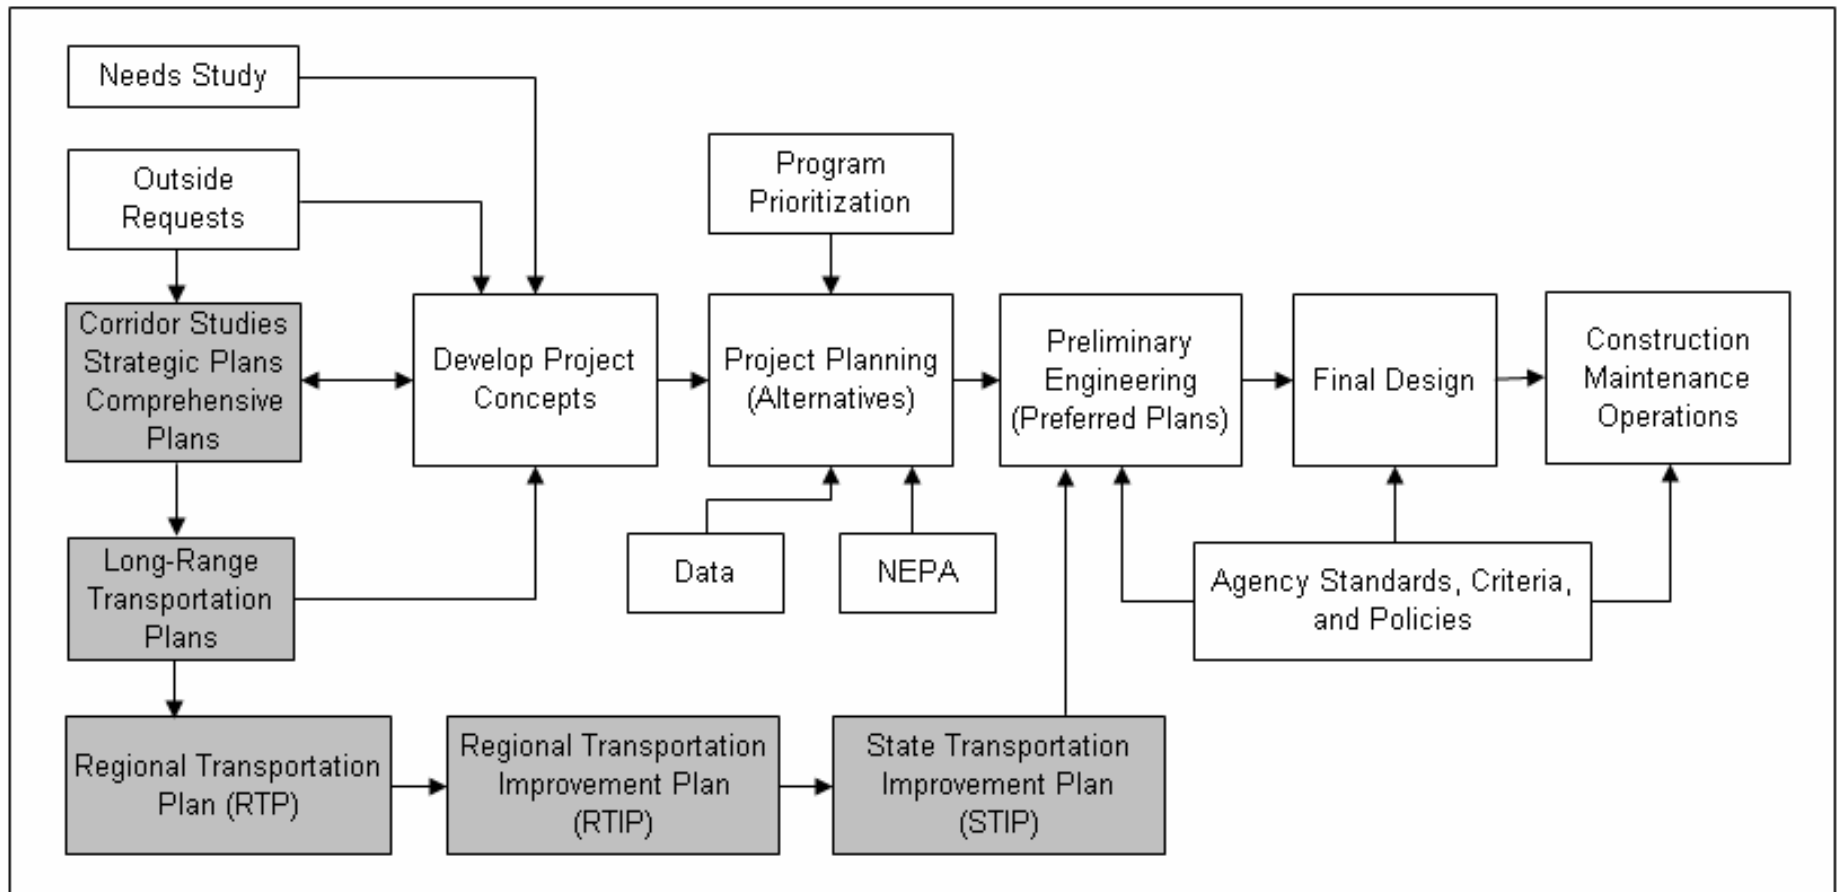 Needs Study
Outside
Requests
Program
Prioritization
Corridor Studies
Strategic Plans
Comprehensive
Plans
Develop Project
Concepts
Project Planning
(Alternatives)
Preliminary
Engineering
(Preferred Plans)
Final Design
Construction
Maintenance
Operations
Long-Range
Transportation
Plans
Data
NEPA
Agency Standards, Criteria,
and Policies
Regional Transportation
Plan (RTP)
Regional Transportation
Improvement Plan
(RTIP)
State Transportation
Improvement Plan
(STIP)